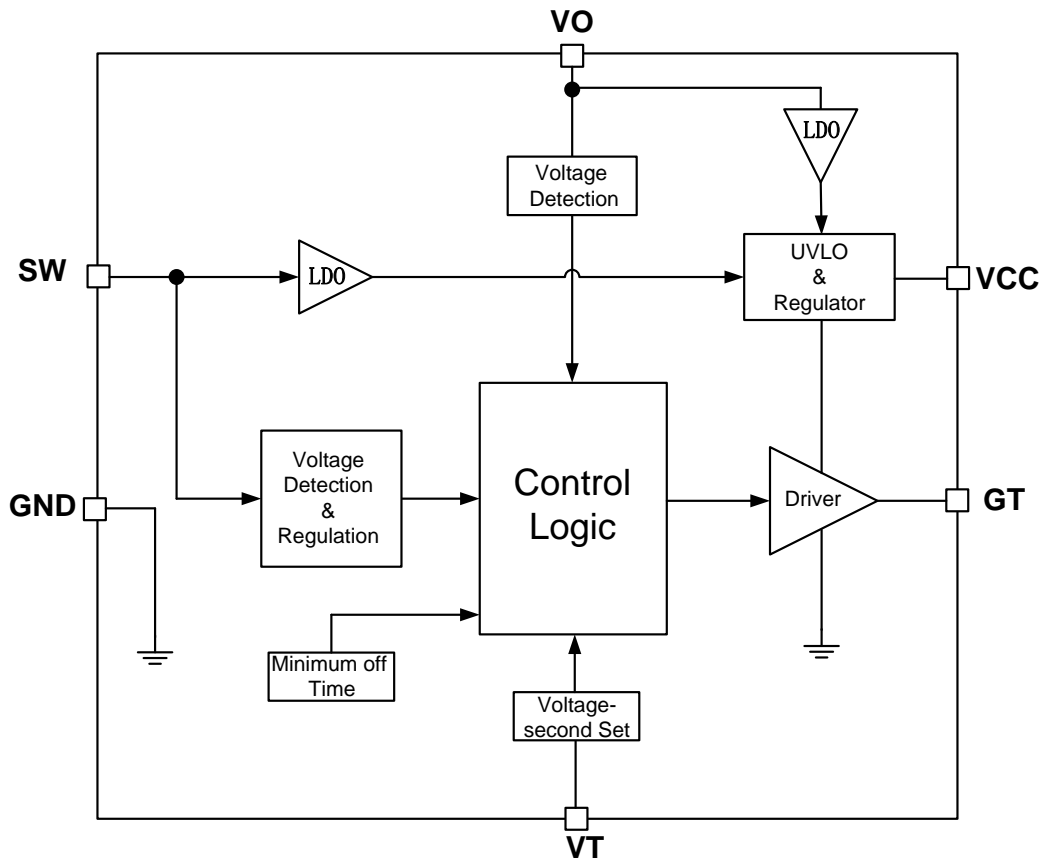 VO
LDO
Voltage
Detection
SW
LDO
UVLO
&
Regulator
VCC
Voltage
Detection
&
Regulation
Control
Logic
Driver
GND
GT
Minimum off
Time
Voltage-
second Set
VT